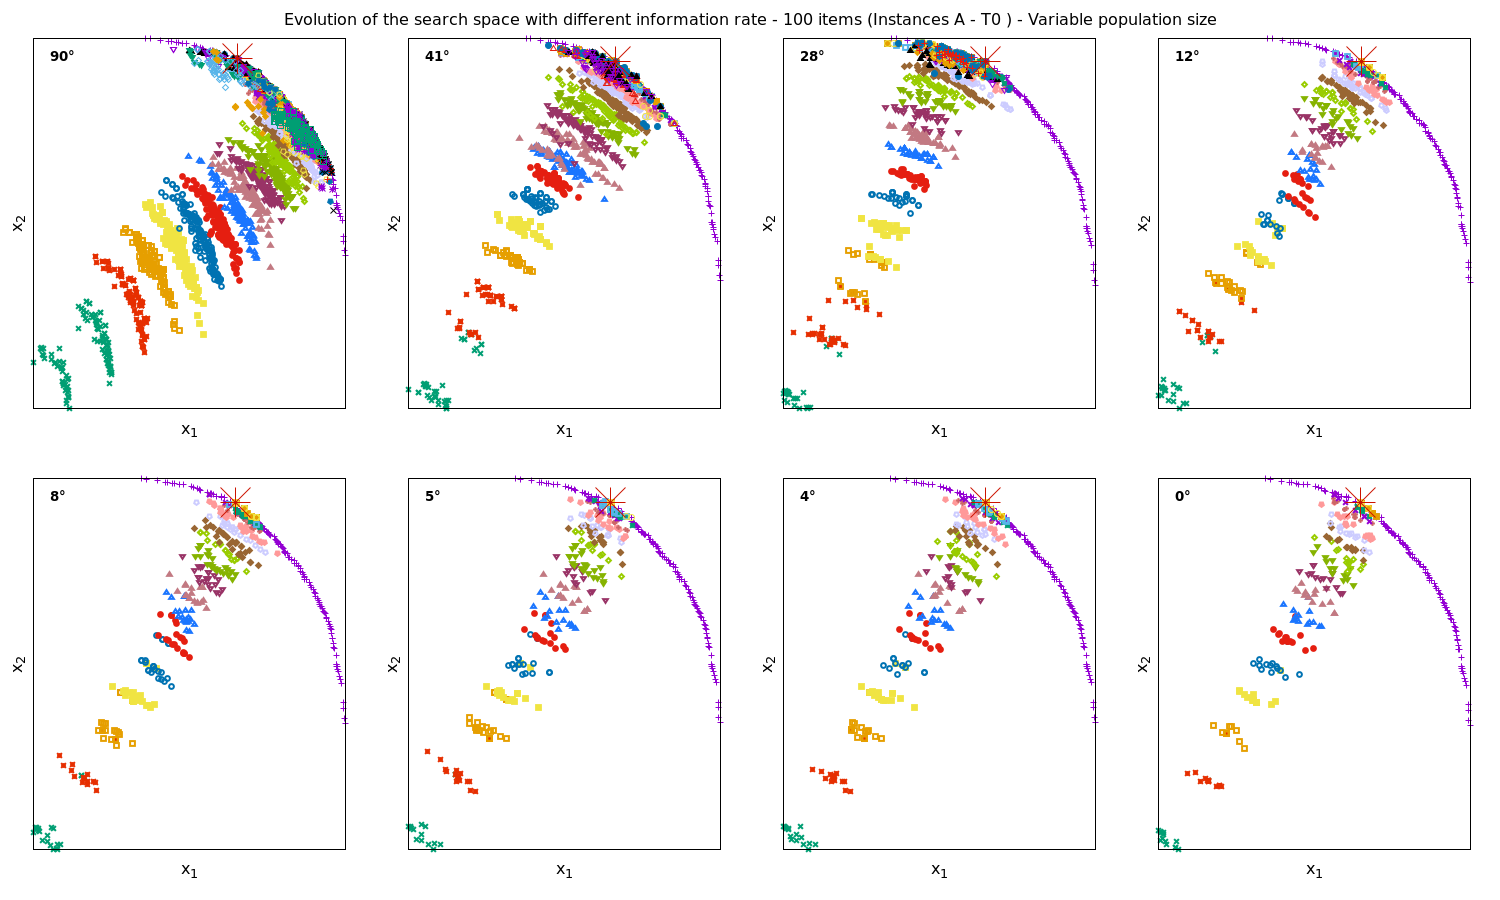 Evolution of the search space with different information rate - 100 items (Instances A - T0 ) - Variable population size
90°
41°
28°
12°
x2
x2
x2
x2
x1
x1
x1
x1
8°
5°
4°
0°
x2
x2
x2
x2
x1
x1
x1
x1